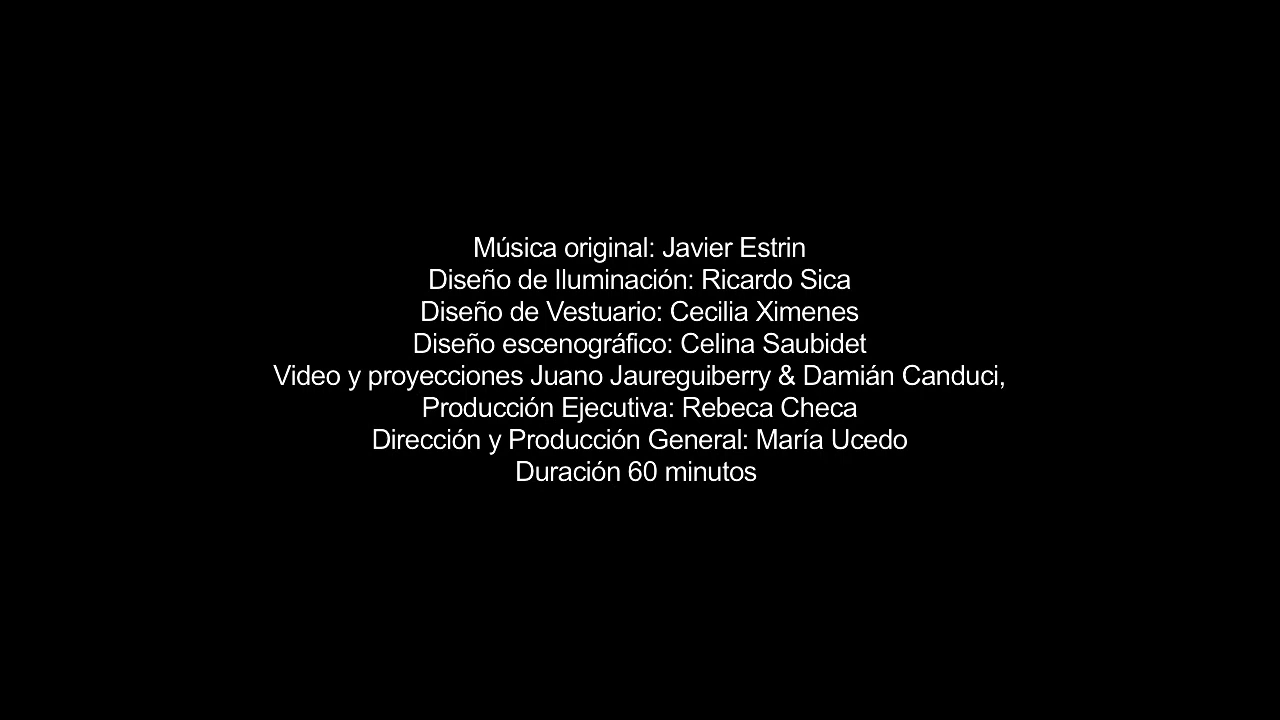 Música original: Javier Estrin
Diseño de Iluminación: Ricardo Sica
Diseño de Vestuario: Cecilia Ximenes
Diseño escenográfico: Celina Saubidet
Video y proyecciones Juano Jaureguiberry & Damián Canduci,
Producción Ejecutiva: Rebeca Checa
Dirección y Producción General: María Ucedo
Duración 60 minutos